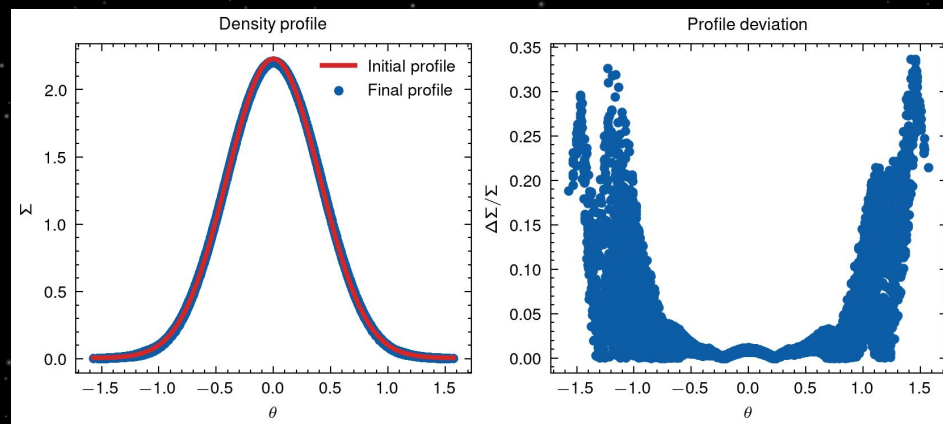 Density profile
Initial profile
Final profile
Σ
2.0
1.5
1.0
0.5
0.0
−1.5 −1.0 −0.5 0.0 0.5 1.0 1.5
θ
Profile deviation
ΔΣ/Σ
0.35
0.30
0.25
0.20
0.15
0.10
0.05
0.00
−1.5 −1.0 −0.5 0.0 0.5 1.0 1.5
θ